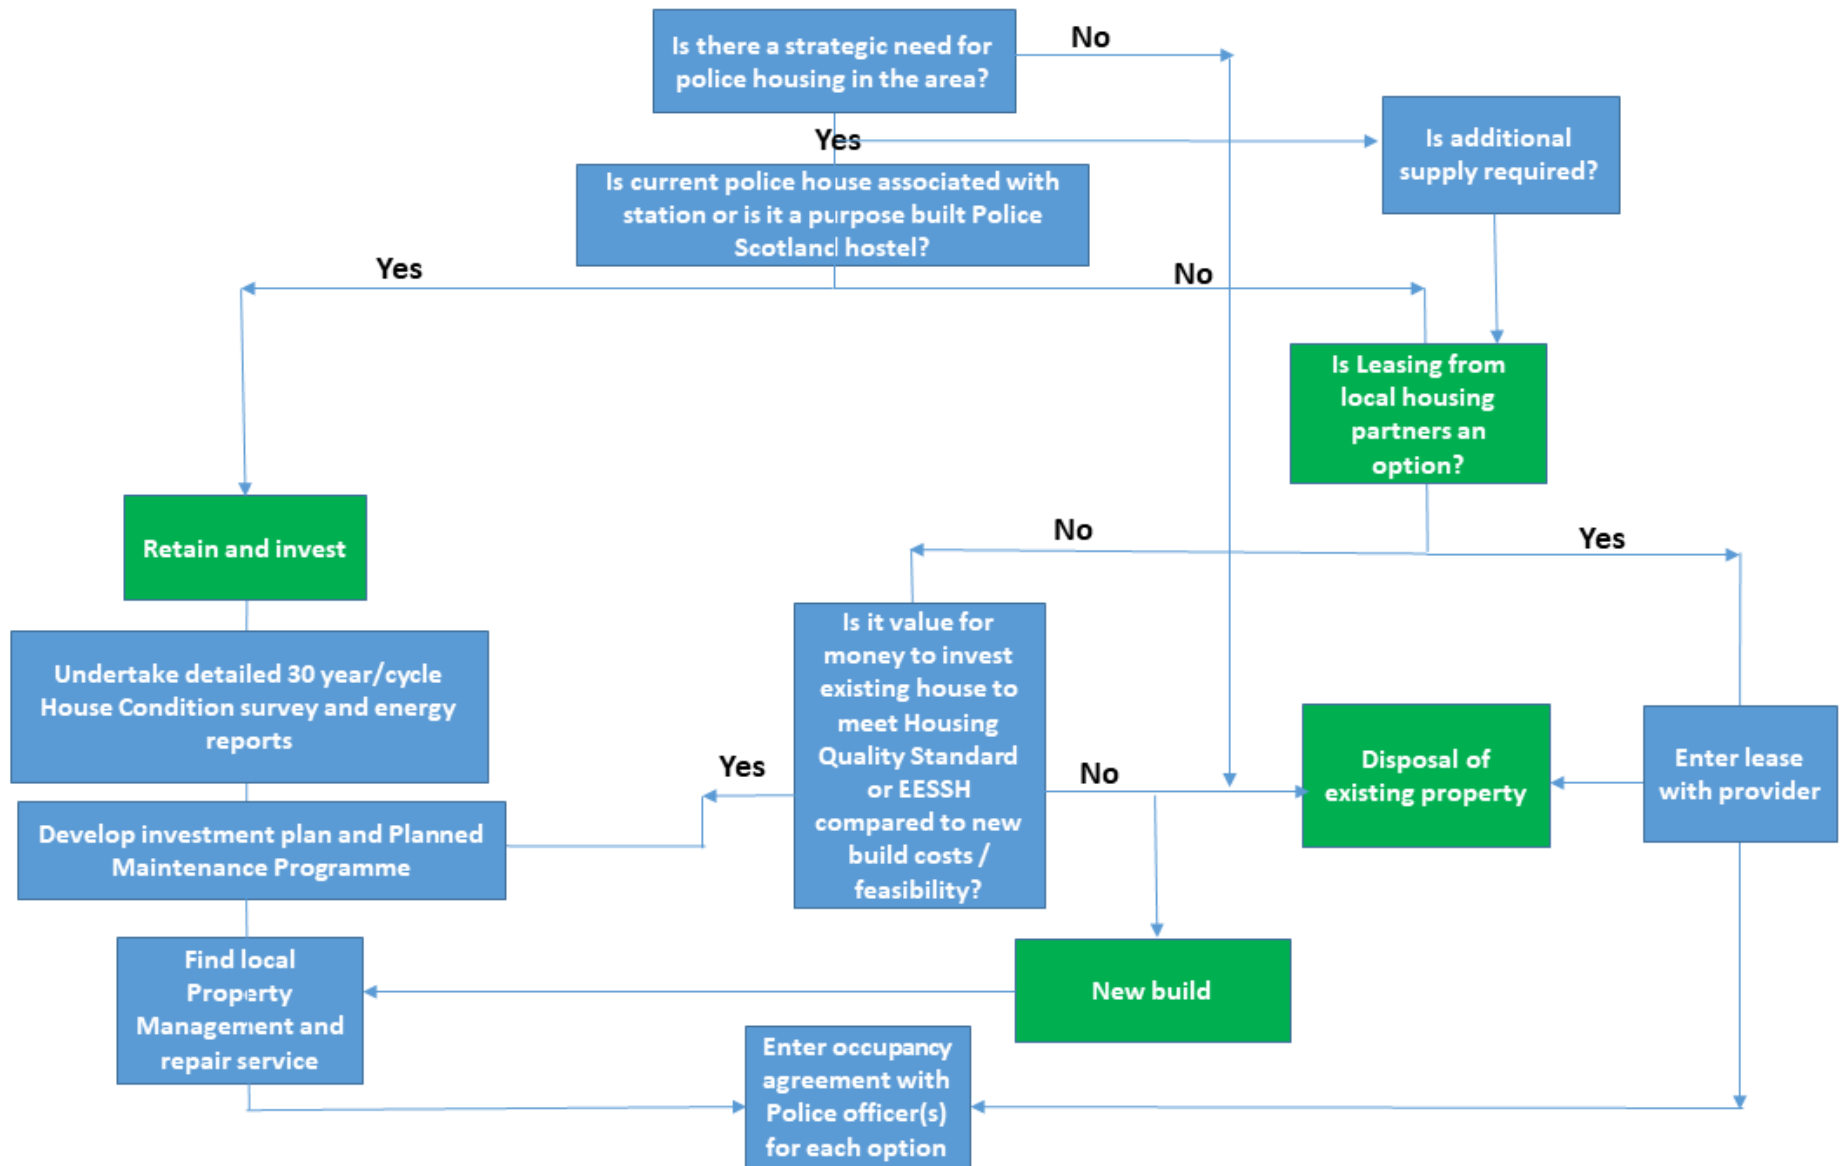 Is there a strategic need for
police housing in the area?
No
Is additional
supply required?
Yes
Is current police house associated with
station or is it a purpose built Police
Scotland hostel?
Yes
No
Is Leasing from
local housing
partners an
option?
Retain and invest
No
Yes
Undertake detailed 30 year/cycle
House Condition survey and energy
reports
Is it value for
money to invest
existing house to
meet Housing
Quality Standard
or EESSH
compared to new
build costs /
feasibility?
Yes
No
Disposal of
existing property
Enter lease
with provider
Develop investment plan and Planned
Maintenance Programme
Find local
Property
Management and
repair service
New build
Enter occupancy
agreement with
Police officer(s)
for each option